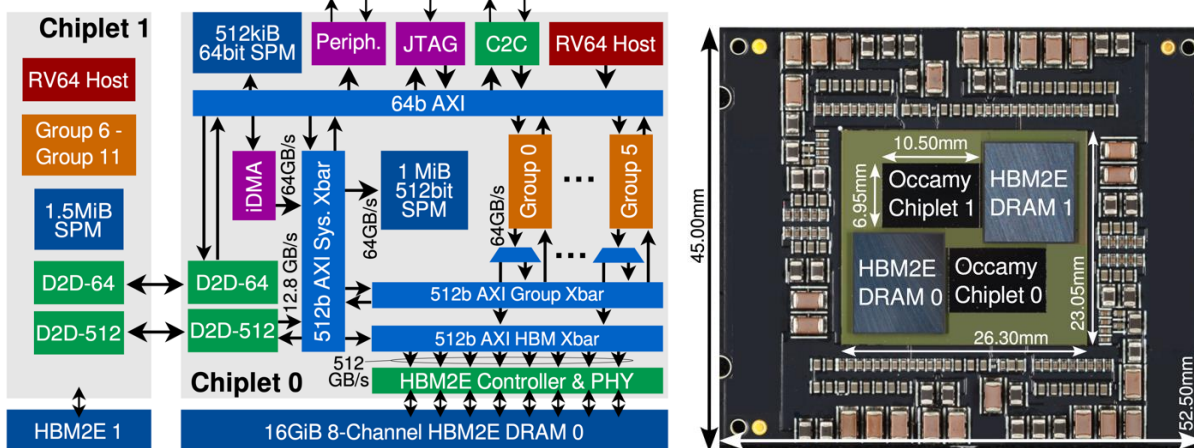 Chiplet 1
RV64 Host
Group 6 -
Group 11
1.5MiB
SPM
D2D-64
D2D-512
HBM2E 1
512kiB
64bit SPM
Periph.
JTAG
C2C
RV64 Host
64b AXI
iDMA
64GB/s
512b AXI Sys. Xbar
1 MiB
512bit
SPM
64GB/s
Group 0
...
Group 5
64GB/s
...
D2D-64
12.8 GB/s
D2D-512
512b AXI Group Xbar
512b AXI HBM Xbar
512
GB/s
Chiplet 0
HBM2E Controller & PHY
16GiB 8-Channel HBM2E DRAM 0
45.00mm
10.50mm
6.95mm
Occamy
Chiplet 1
HBM2E
DRAM 1
HBM2E
DRAM 0
Occamy
Chiplet 0
23.05mm
26.30mm
52.50mm